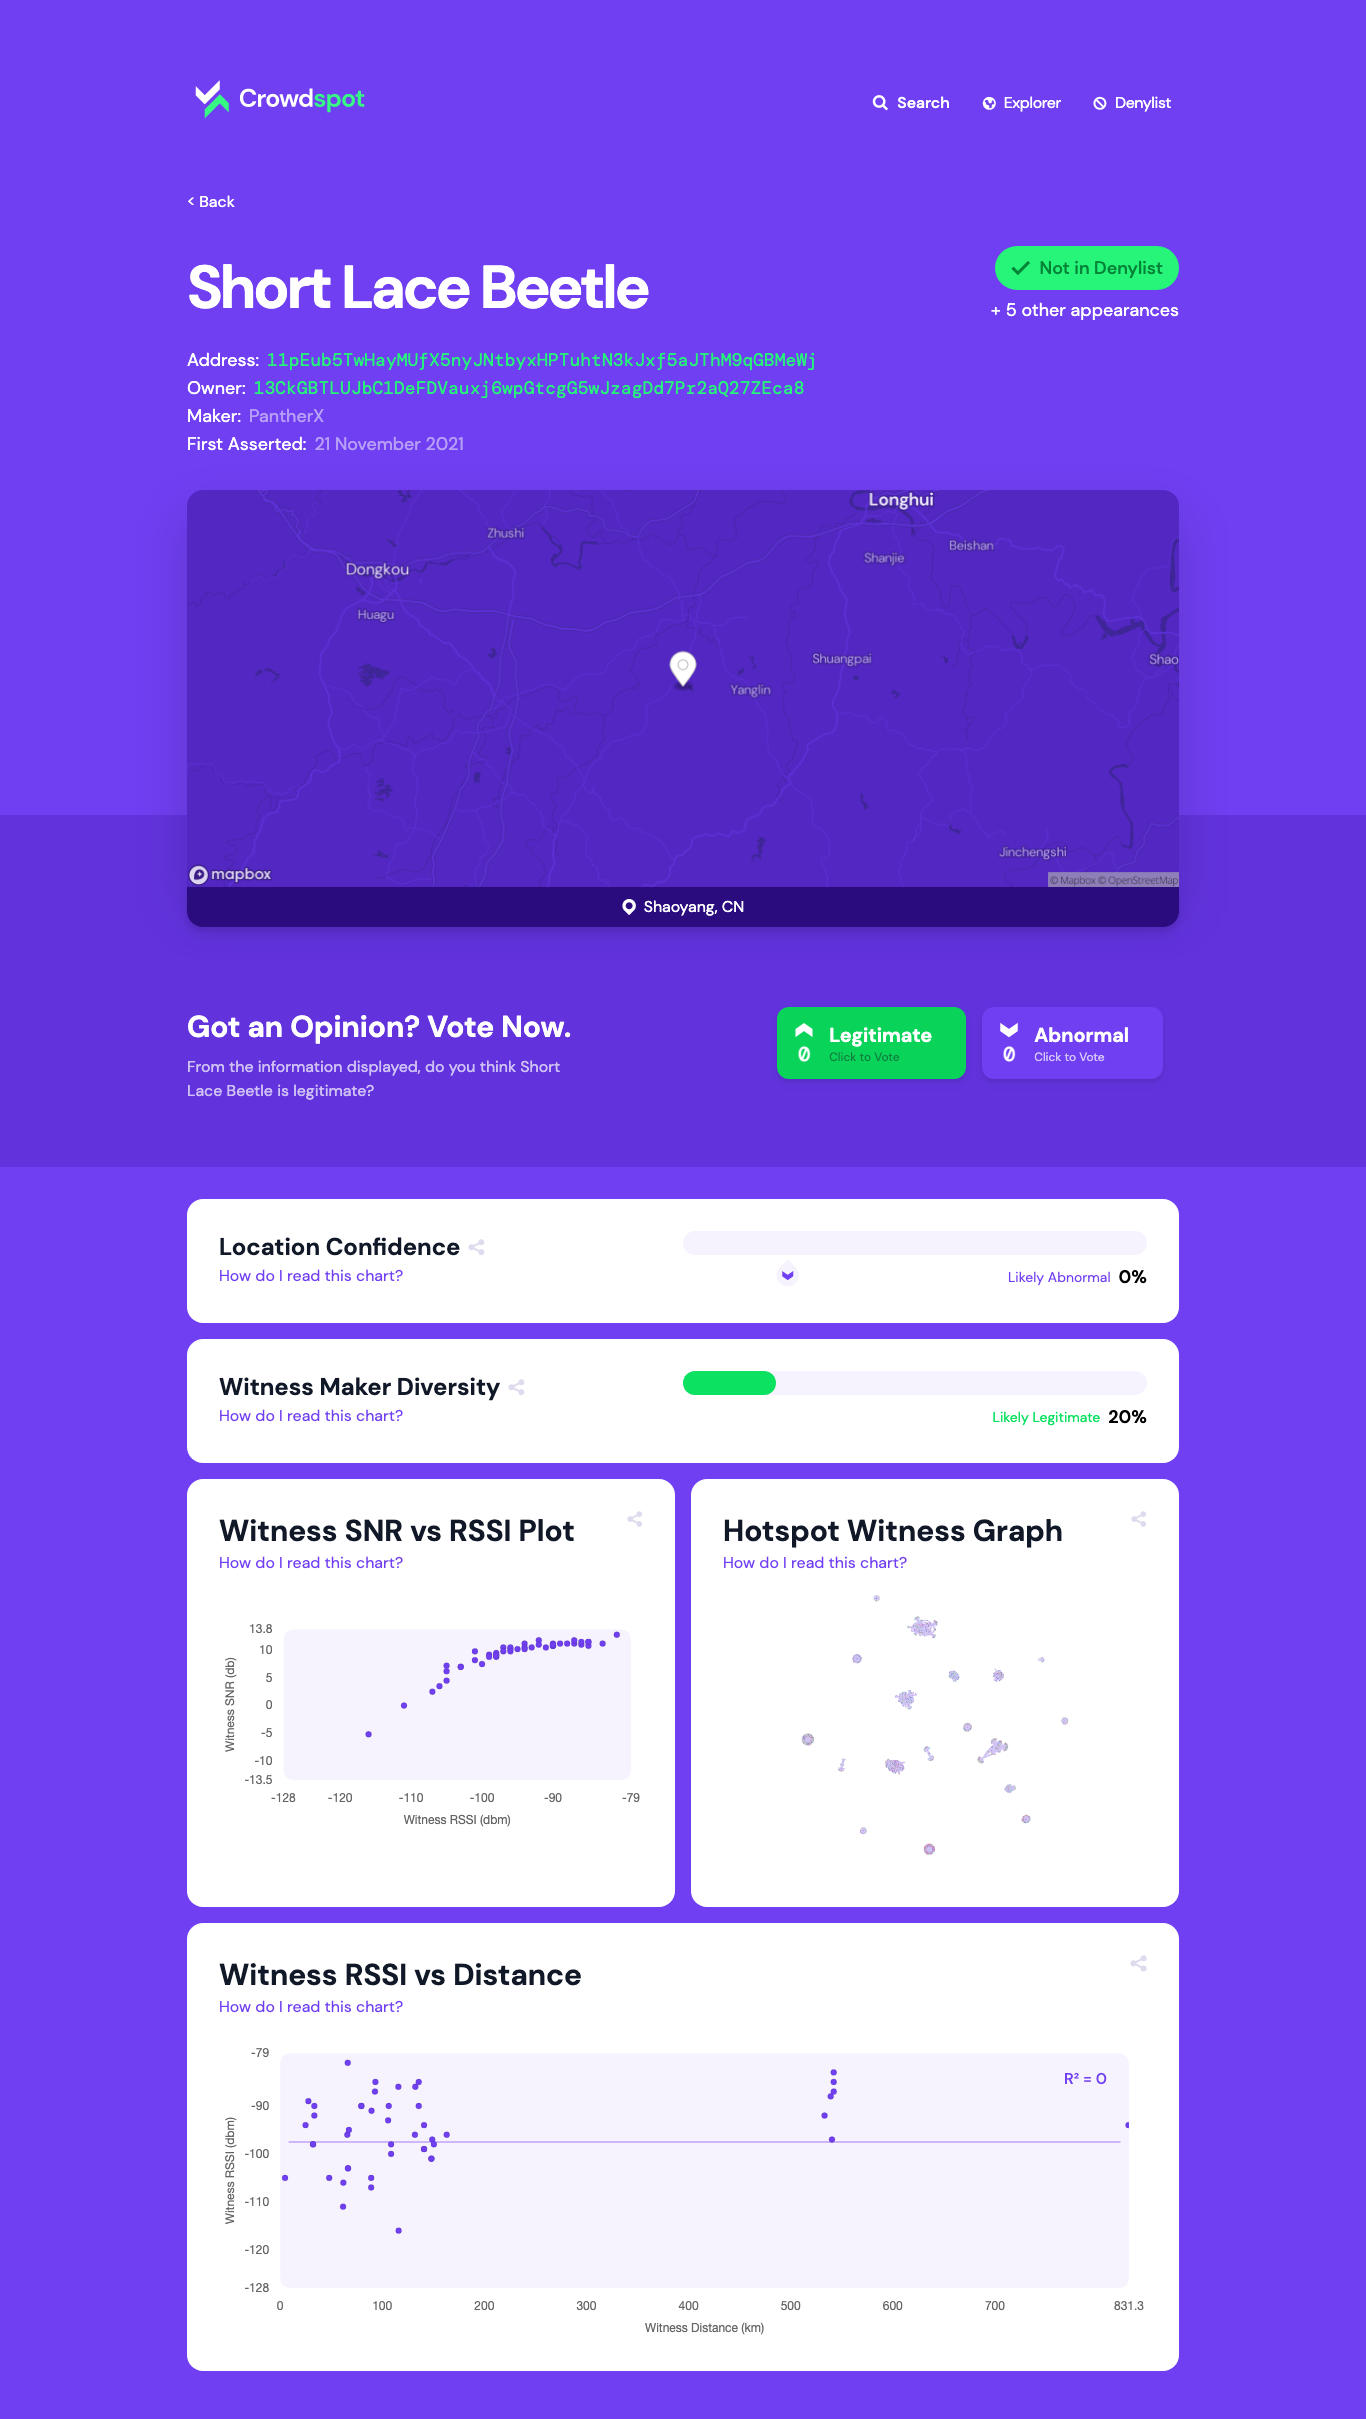 Crowdspot
Search
Explorer
Denylist
< Back
Short Lace Beetle
Not in Denylist
+ 5 other appearances
Address: 11pEub5TwHayMUfX5nyJNtbyxHPTuhtN3kJxf5aJThM9qGBMeWj
Owner: 13CkGBTLUJbC1DeFDVauxj6wpGtcgG5wJzagDd7Pr2aQ27ZEca8
Maker: PantherX
First Asserted: 21 November 2021
Longhui
Zhushi
Beishan
Shanjie
Dongkou
Huagu
Shuangpai
Shao
Yanglin
Jinchengshi
mapbox
© Mapbox © OpenStreetMap
Shaoyang, CN
Got an Opinion? Vote Now.
From the information displayed, do you think Short
Lace Beetle is legitimate?
Legitimate
0 Click to Vote
Abnormal
0 Click to Vote
Location Confidence
How do I read this chart?
Likely Abnormal 0%
Witness Maker Diversity
How do I read this chart?
Likely Legitimate 20%
Witness SNR vs RSSI Plot
How do I read this chart?
13.8
10
5
0
-5
-10
-13.5
Witness SNR (db)
-128 -120 -110 -100 -90 -79
Witness RSSI (dbm)
Hotspot Witness Graph
How do I read this chart?
Witness RSSI vs Distance
How do I read this chart?
-79
-90
-100
-110
-120
-128
Witness RSSI (dbm)
R² = 0
0 100 200 300 400 500 600 700 831.3
Witness Distance (km)